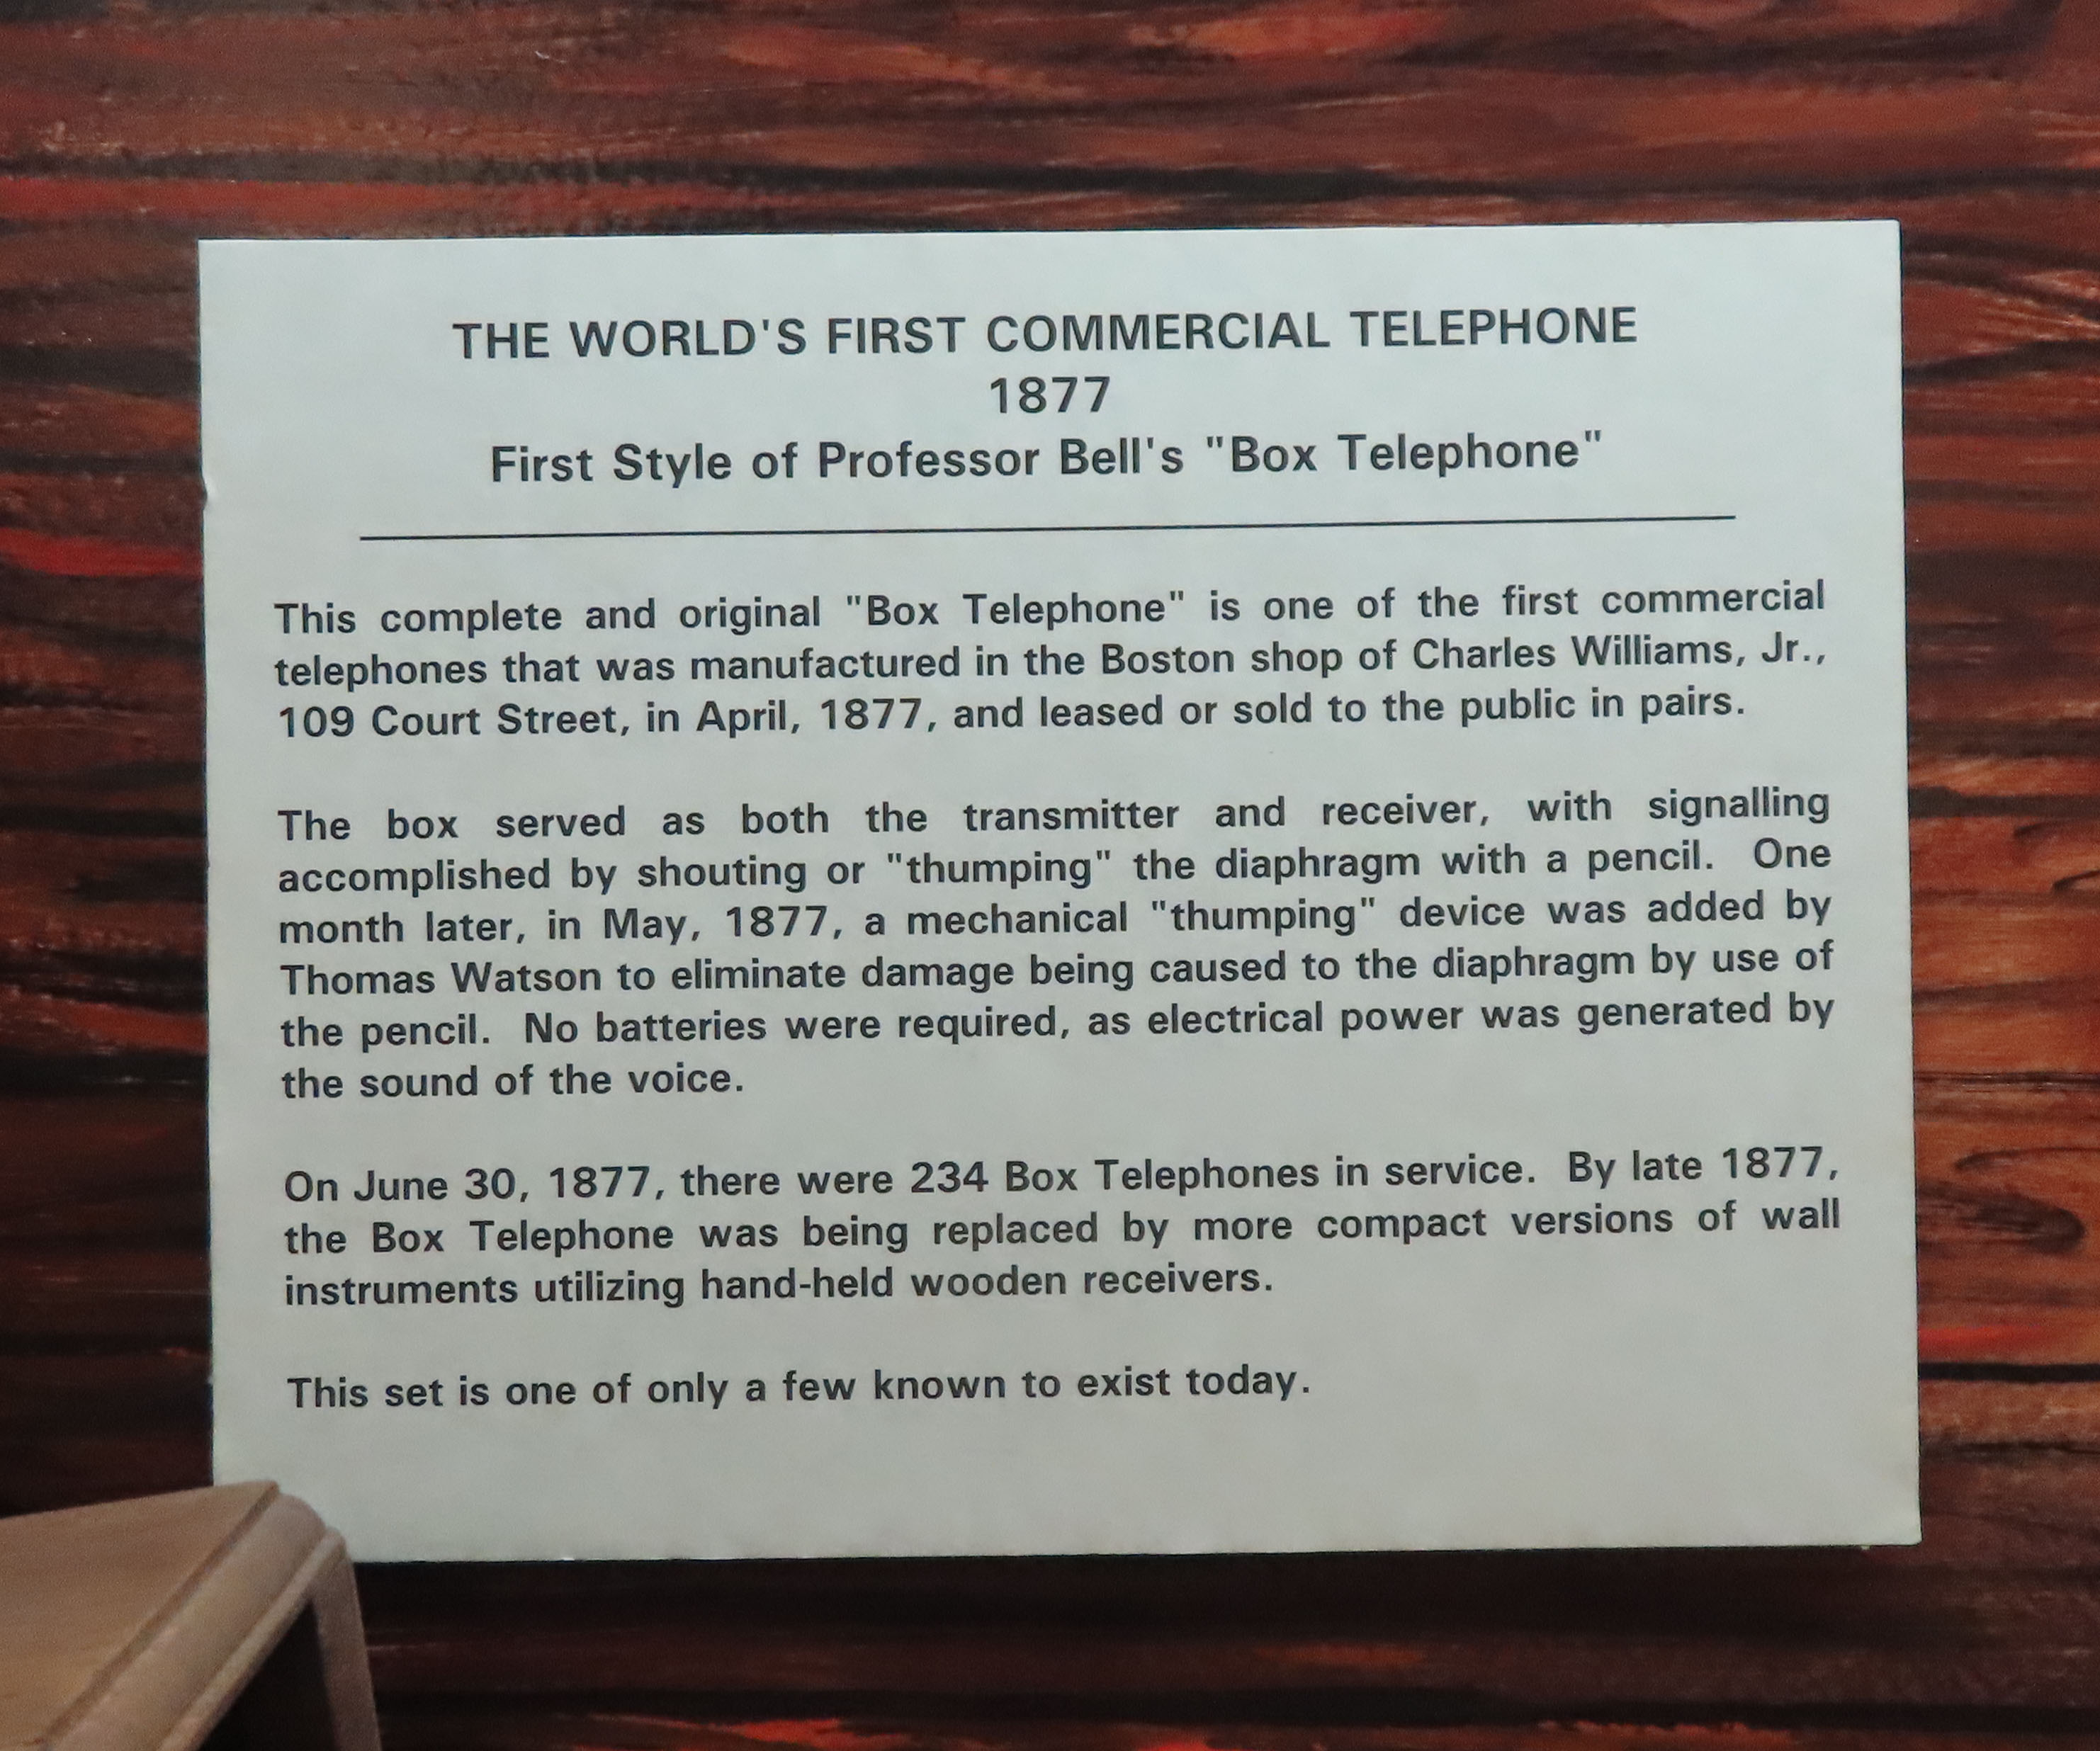 THE WORLD'S FIRST COMMERCIAL TELEPHONE
1877
First Style of Professor Bell's "Box Telephone"
This complete and original "Box Telephone" is one of the first commercial
telephones that was manufactured in the Boston shop of Charles Williams, Jr.,
109 Court Street, in April, 1877, and leased or sold to the public in pairs.
The box served as both the transmitter and receiver, with signalling
accomplished by shouting or "thumping" the diaphragm with a pencil. One
month later, in May, 1877, a mechanical "thumping" device was added by
Thomas Watson to eliminate damage being caused to the diaphragm by use of
the pencil. No batteries were required, as electrical power was generated by
the sound of the voice.
On June 30, 1877, there were 234 Box Telephones in service. By late 1877,
the Box Telephone was being replaced by more compact versions of wall
instruments utilizing hand-held wooden receivers.
This set is one of only a few known to exist today.